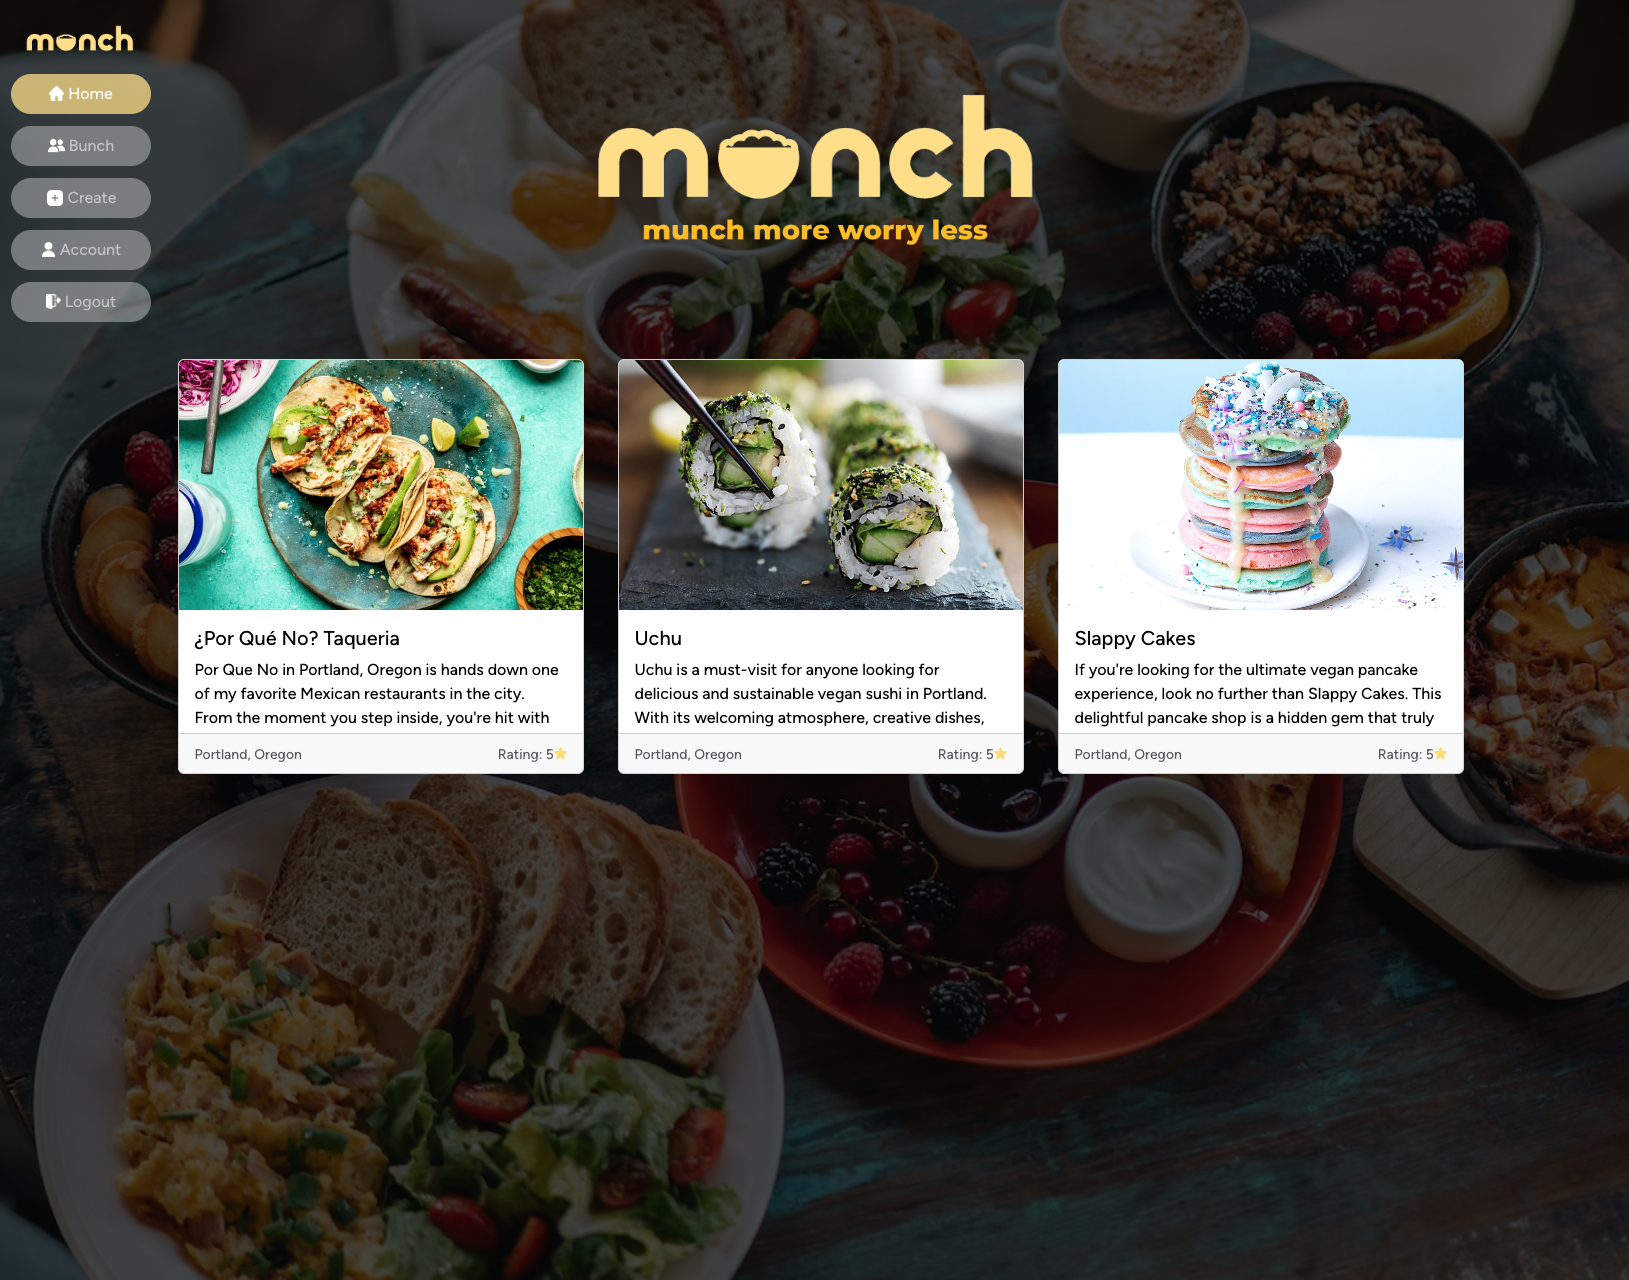 munch
Home
Bunch
Create
Account
Logout
munch
munch more worry less
¿Por Qué No? Taqueria
Por Que No in Portland, Oregon is hands down one
of my favorite Mexican restaurants in the city.
From the moment you step inside, you're hit with
Portland, Oregon
Rating: 5
Uchu
Uchu is a must-visit for anyone looking for
delicious and sustainable vegan sushi in Portland.
With its welcoming atmosphere, creative dishes,
Portland, Oregon
Rating: 5
Slappy Cakes
If you're looking for the ultimate vegan pancake
experience, look no further than Slappy Cakes. This
delightful pancake shop is a hidden gem that truly
Portland, Oregon
Rating: 5